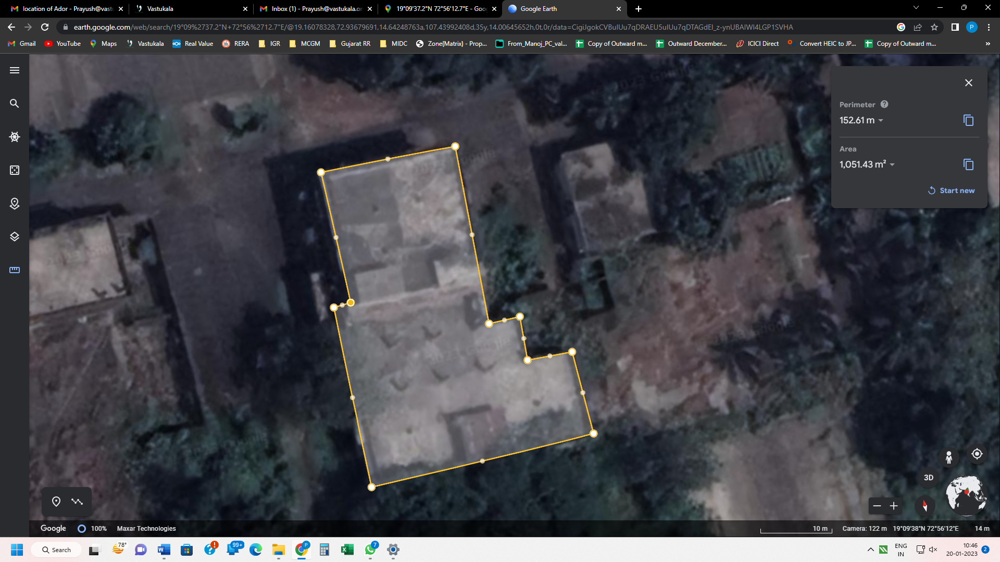 location of Ador - Prayush@vastu
Vastukala
Inbox (1) - Prayush@vastukala.or
19°09'37.2"N 72°56'12.7"E - Goo
Google Earth
earth.google.com/web/search/19°09%2737.2"N+72°56%2712.7"E/@19.16078328,72.93679691,14.64248763a,107.43992408d,35y,14.00645652h,0t,0r/data=CigiJgokCVBuIUu7qDRAEU5uIUu7qDTAGdEI_z-ynUBAIWI4LGP1SVHA
P
Gmail
YouTube
Maps
Vastukala
Real Value
RERA
IGR
MCGM
Gujarat RR
MIDC
Zone{Matrix} - Prop...
From_Manoj_PC_val...
Copy of Outward m...
Outward December...
ICICI Direct
Convert HEIC to JP...
Copy of Outward m...
»
Perimeter
152.61 m
Area
1,051.43 m²
Start new
3D
Google
100%
Maxar Technologies
10 m
Camera: 122 m
19°09'38"N 72°56'12"E
14 m
Search
78°
99+
P
7
ENG
IN
10:46
20-01-2023
2